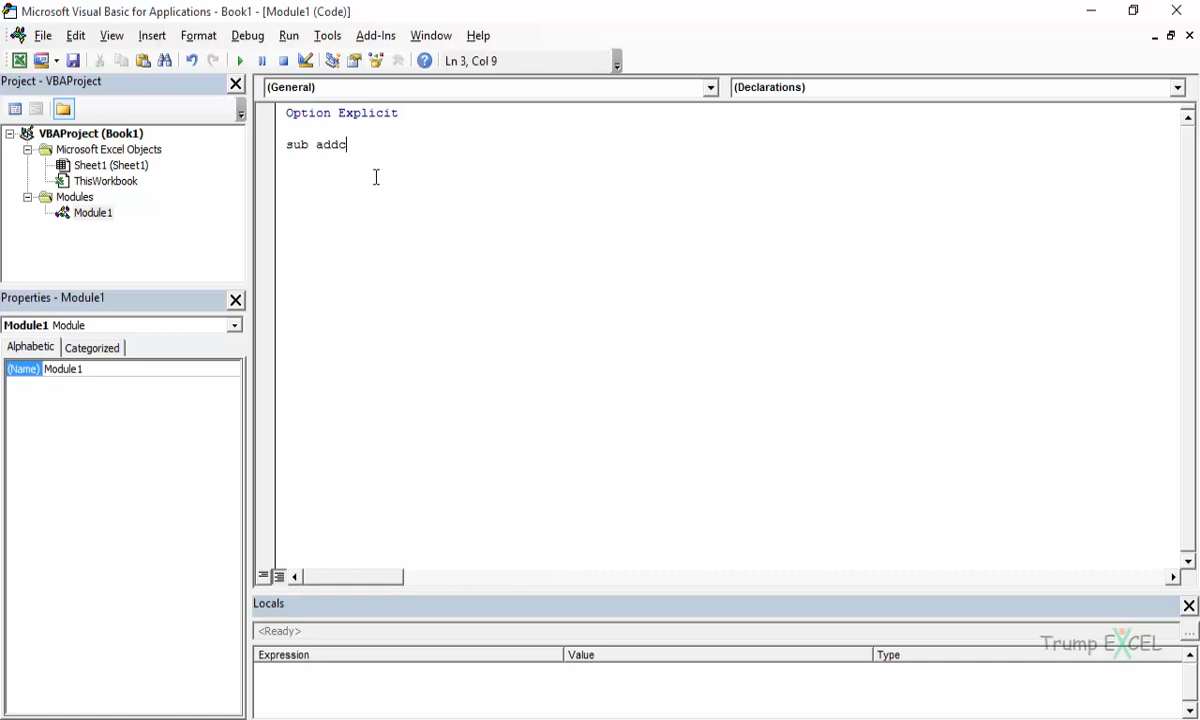 Microsoft Visual Basic for Applications - Book1 - [Module1 (Code)]
File Edit View Insert Format Debug Run Tools Add-Ins Window Help
Ln 3, Col 9
Project - VBAProject
(General)
(Declarations)
VBAProject (Book1)
Microsoft Excel Objects
Sheet1 (Sheet1)
ThisWorkbook
Modules
Module1
Option Explicit
sub addc
Properties - Module1
Module1 Module
Alphabetic Categorized
(Name) Module1
Locals
<Ready>
Expression Value Type
Trump EXCEL